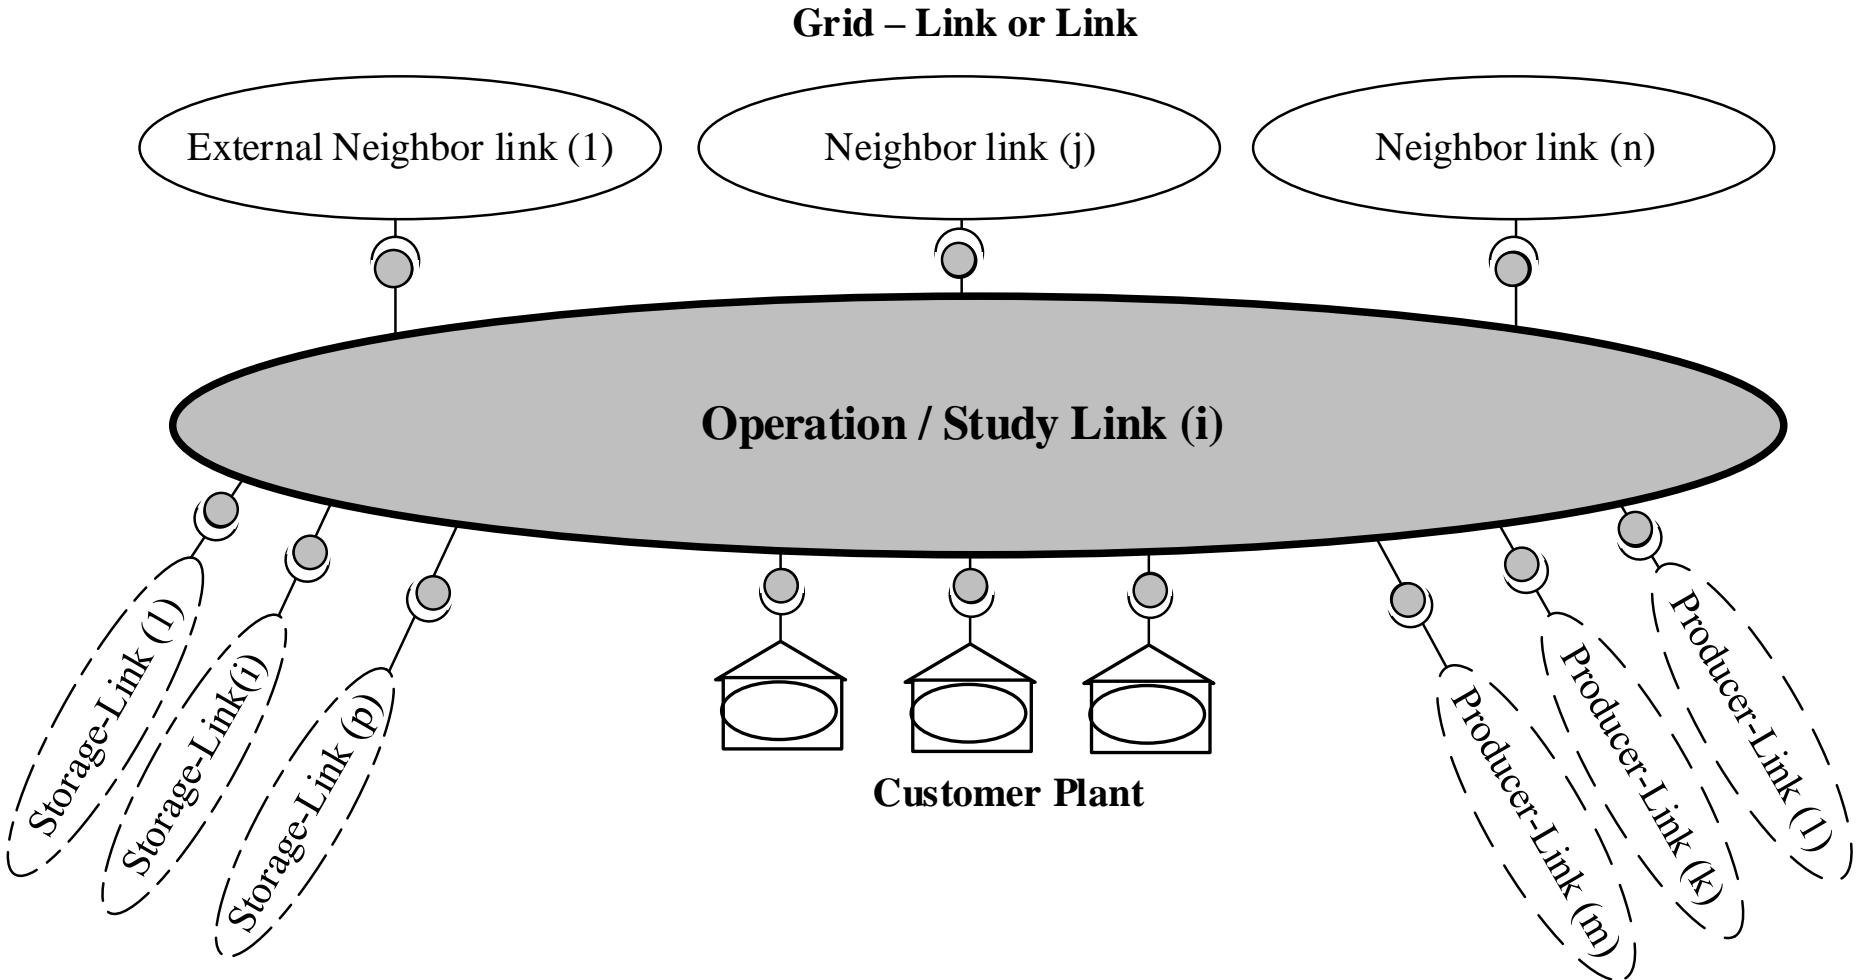 Grid – Link or Link
External Neighbor link (1)
Neighbor link (j)
Neighbor link (n)
Operation / Study Link (i)
Storage-Link (1)
Storage-Link(i)
Storage-Link (p)
Customer Plant
Producer-Link (m)
Producer-Link (k)
Producer-Link (1)